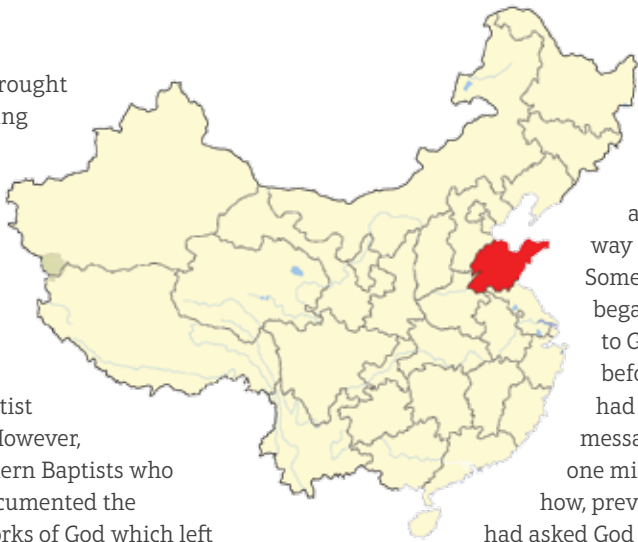 rought
ng
tist
However,
ern Baptists who
cumented the
orks of God which left
a
way
Some
bega
to G
befo
had
messa
one mi
how, prev
had asked God